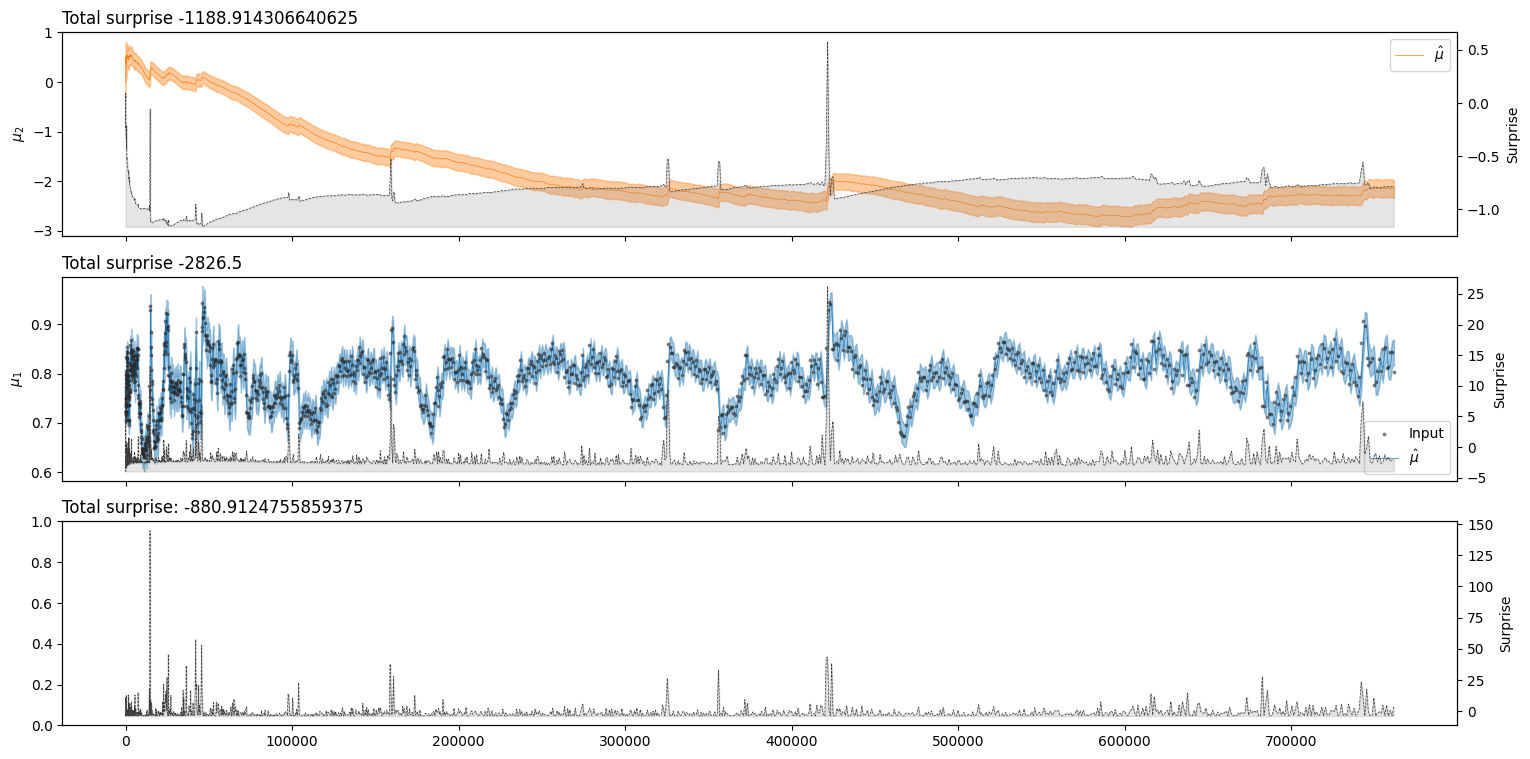 Total surprise -1188.914306640625
1
0
−1
−2
−3
μ2
μ̂
0.5
0.0
−0.5
−1.0
Surprise
Total surprise -2826.5
0.9
0.8
0.7
0.6
μ1
Input
μ̂
25
20
15
10
5
0
−5
Surprise
Total surprise: -880.9124755859375
1.0
0.8
0.6
0.4
0.2
0.0
150
125
100
75
50
25
0
Surprise
0 100000 200000 300000 400000 500000 600000 700000